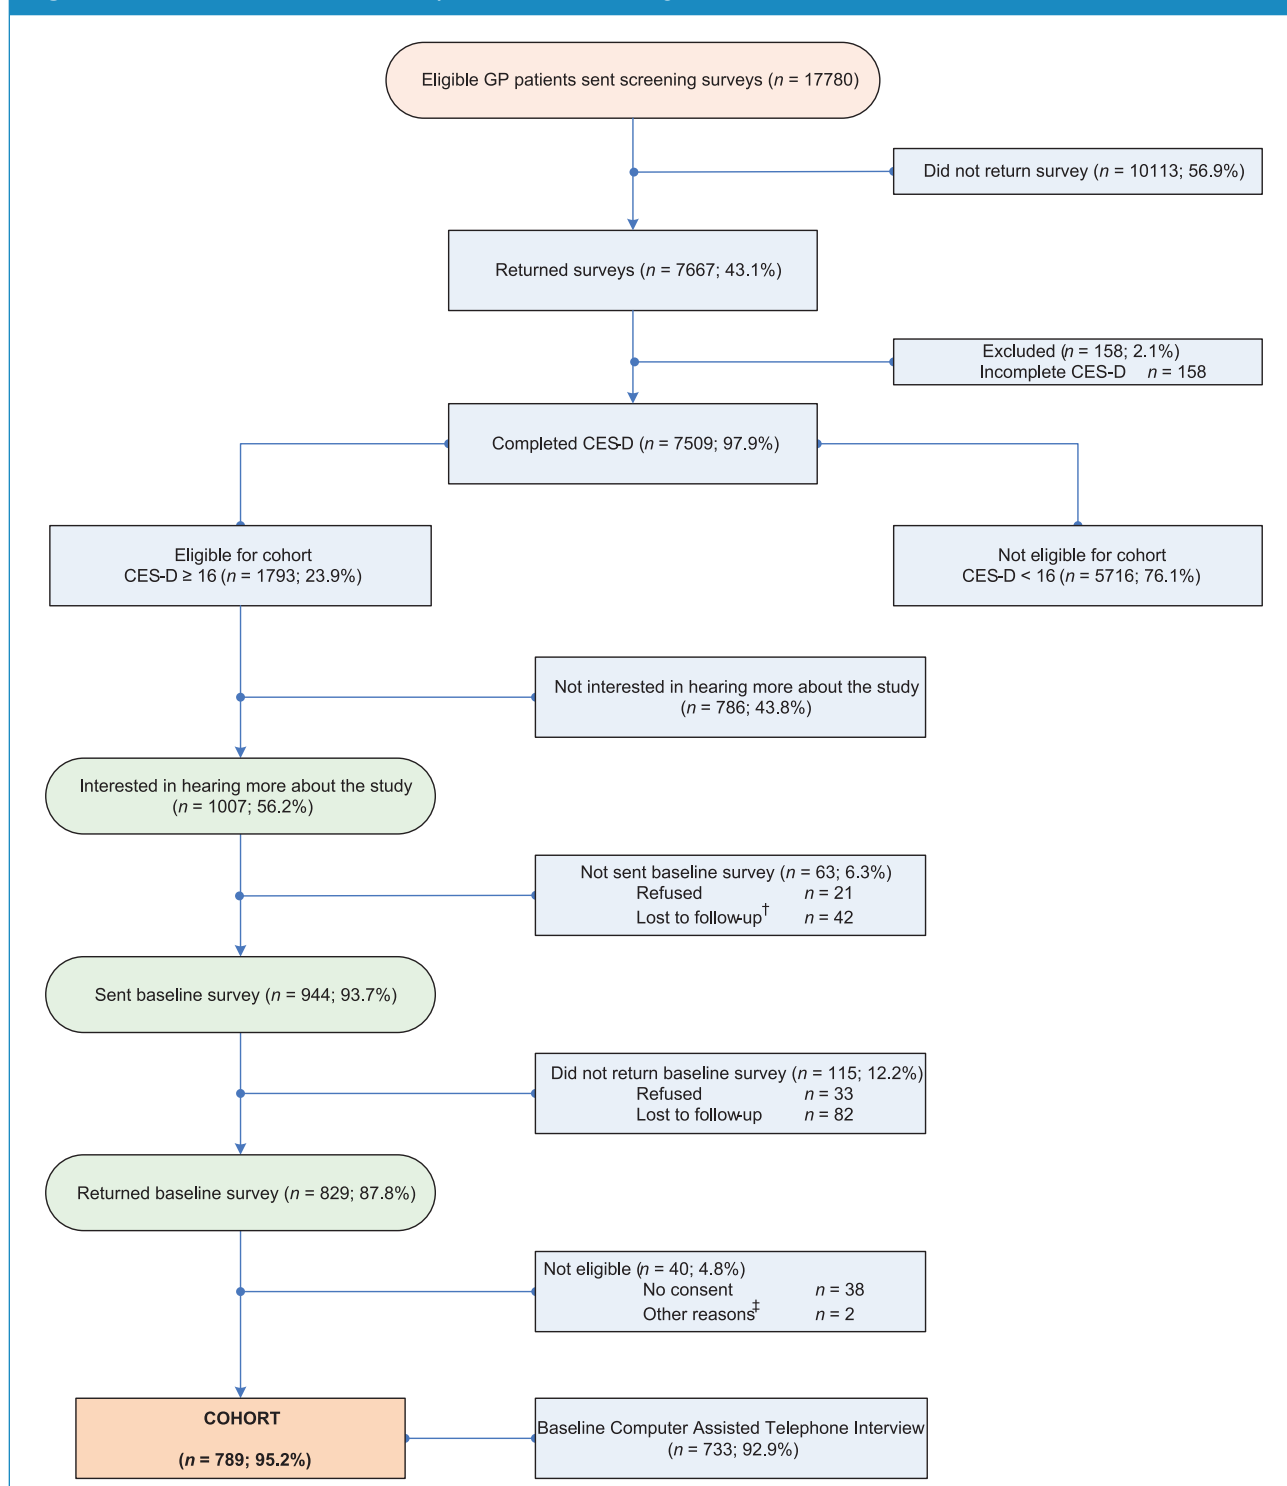 Eligible GP patients sent screening surveys (n = 17780)
Did not return survey (n = 10113; 56.9%)
Returned surveys (n = 7667; 43.1%)
Excluded (n = 158; 2.1%)
Incomplete CES-D n = 158
Completed CES-D (n = 7509; 97.9%)
Eligible for cohort
CES-D ≥ 16 (n = 1793; 23.9%)
Not eligible for cohort
CES-D < 16 (n = 5716; 76.1%)
Not interested in hearing more about the study
(n = 786; 43.8%)
Interested in hearing more about the study
(n = 1007; 56.2%)
Not sent baseline survey (n = 63; 6.3%)
Refused n = 21
Lost to follow-up† n = 42
Sent baseline survey (n = 944; 93.7%)
Did not return baseline survey (n = 115; 12.2%)
Refused n = 33
Lost to follow-up n = 82
Returned baseline survey (n = 829; 87.8%)
Not eligible (n = 40; 4.8%)
No consent n = 38
Other reasons‡ n = 2
COHORT
(n = 789; 95.2%)
Baseline Computer Assisted Telephone Interview
(n = 733; 92.9%)